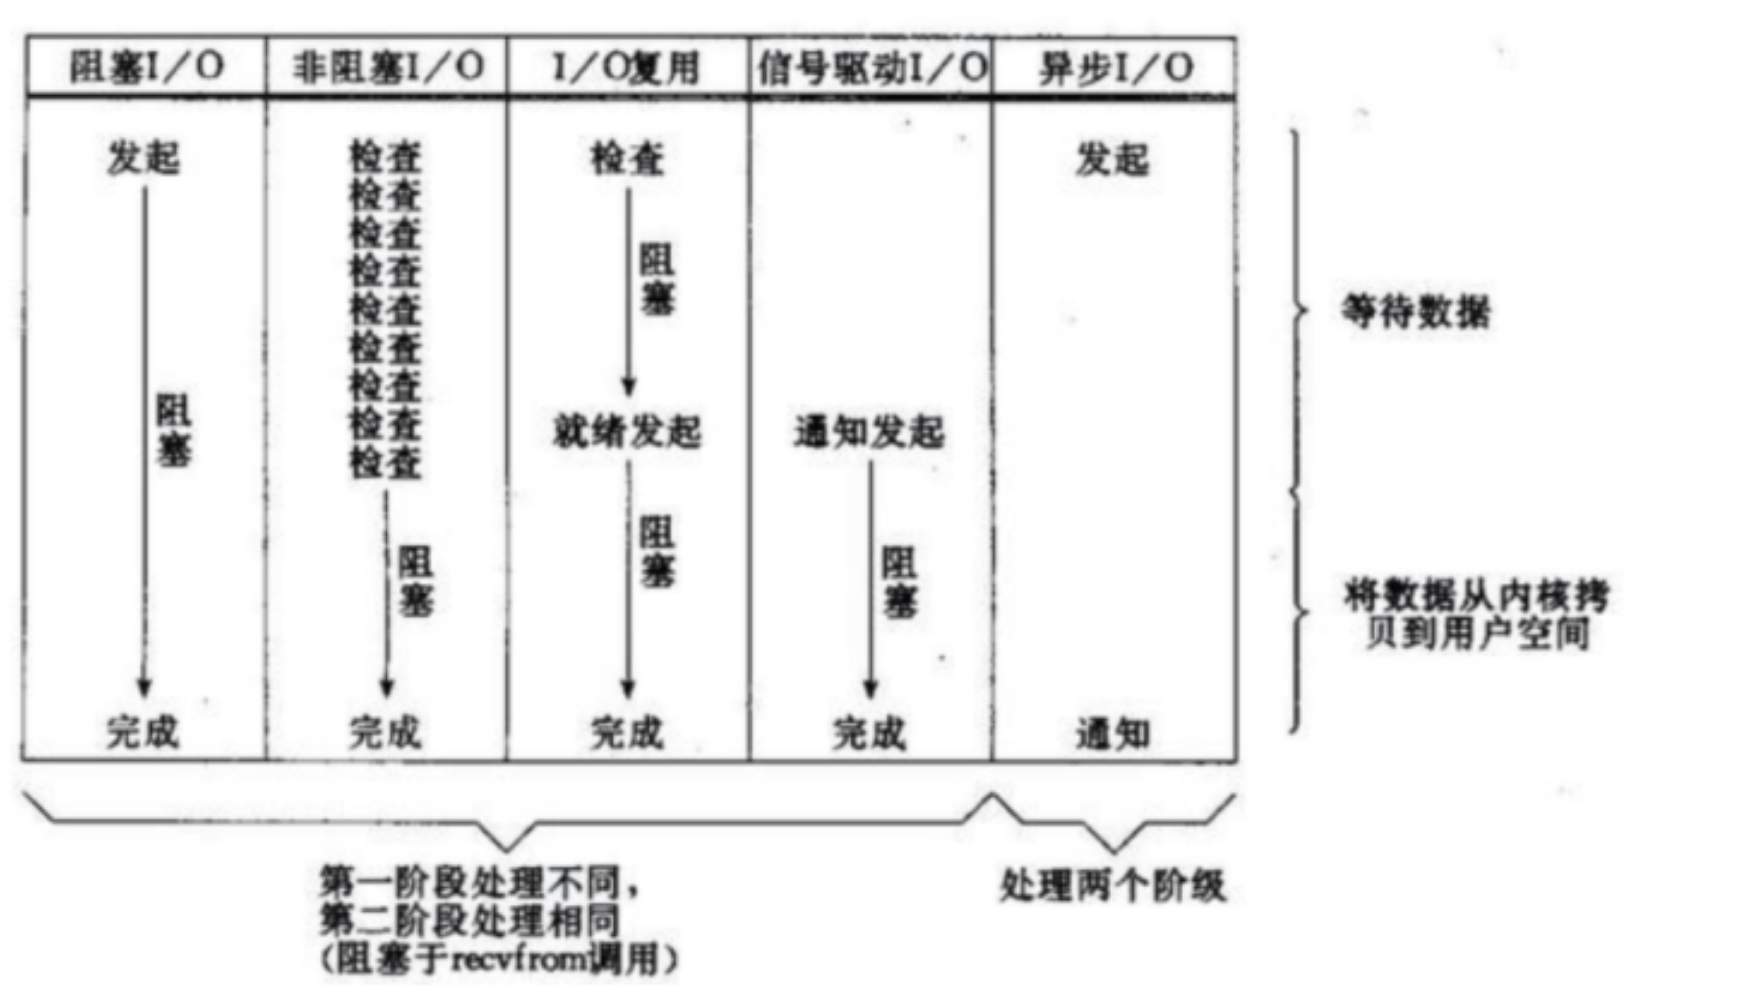 阻塞I/O
非阻塞I/O
I/O复用
信号驱动I/O
异步I/O
发起
阻塞
完成
检查
检查
检查
检查
检查
检查
检查
检查
检查
阻塞
完成
检查
阻塞
就绪发起
阻塞
完成
通知发起
阻塞
完成
发起
通知
等待数据
将数据从内核拷
贝到用户空间
第一阶段处理不同，
第二阶段处理相同
（阻塞于recvfrom调用）
处理两个阶级